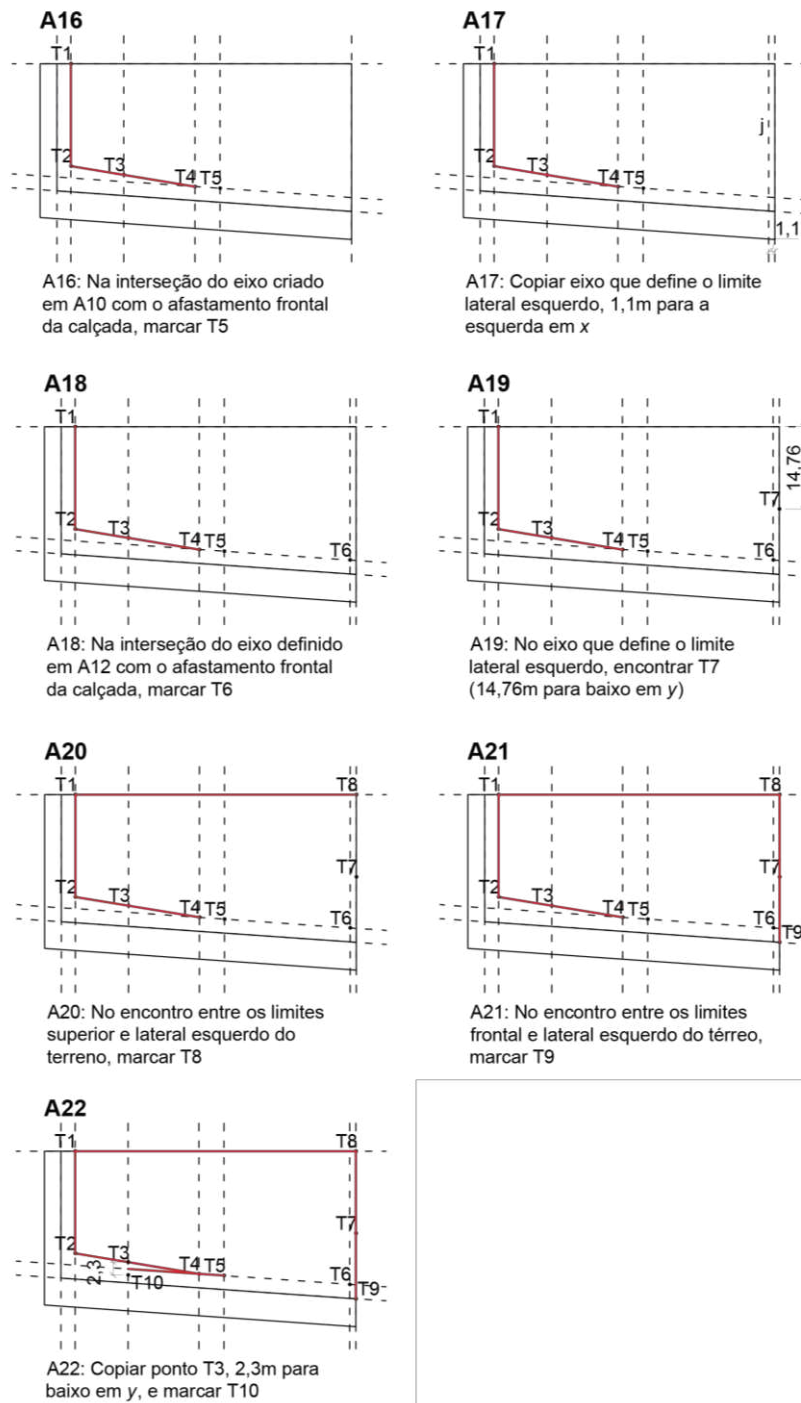 A16
T1
T2
T3
T4 T5
A16: Na interseção do eixo criado
em A10 com o afastamento frontal
da calçada, marcar T5
A17
T1
j
T2
T3
T4 T5
1,1
A17: Copiar eixo que define o limite
lateral esquerdo, 1,1m para a
esquerda em x
A18
T1
T2
T3
T4 T5
T6
A18: Na interseção do eixo definido
em A12 com o afastamento frontal
da calçada, marcar T6
A19
T1
14,76
T7
T2
T3
T4 T5
T6
A19: No eixo que define o limite
lateral esquerdo, encontrar T7
(14,76m para baixo em y)
A20
T1
T8
T7
T2
T3
T4 T5
T6
A20: No encontro entre os limites
superior e lateral esquerdo do
terreno, marcar T8
A21
T1
T8
T7
T2
T3
T4 T5
T6
T9
A21: No encontro entre os limites
frontal e lateral esquerdo do térreo,
marcar T9
A22
T1
T8
T7
T2
T3
T4 T5
2,3
T10
T6
T9
A22: Copiar ponto T3, 2,3m para
baixo em y, e marcar T10